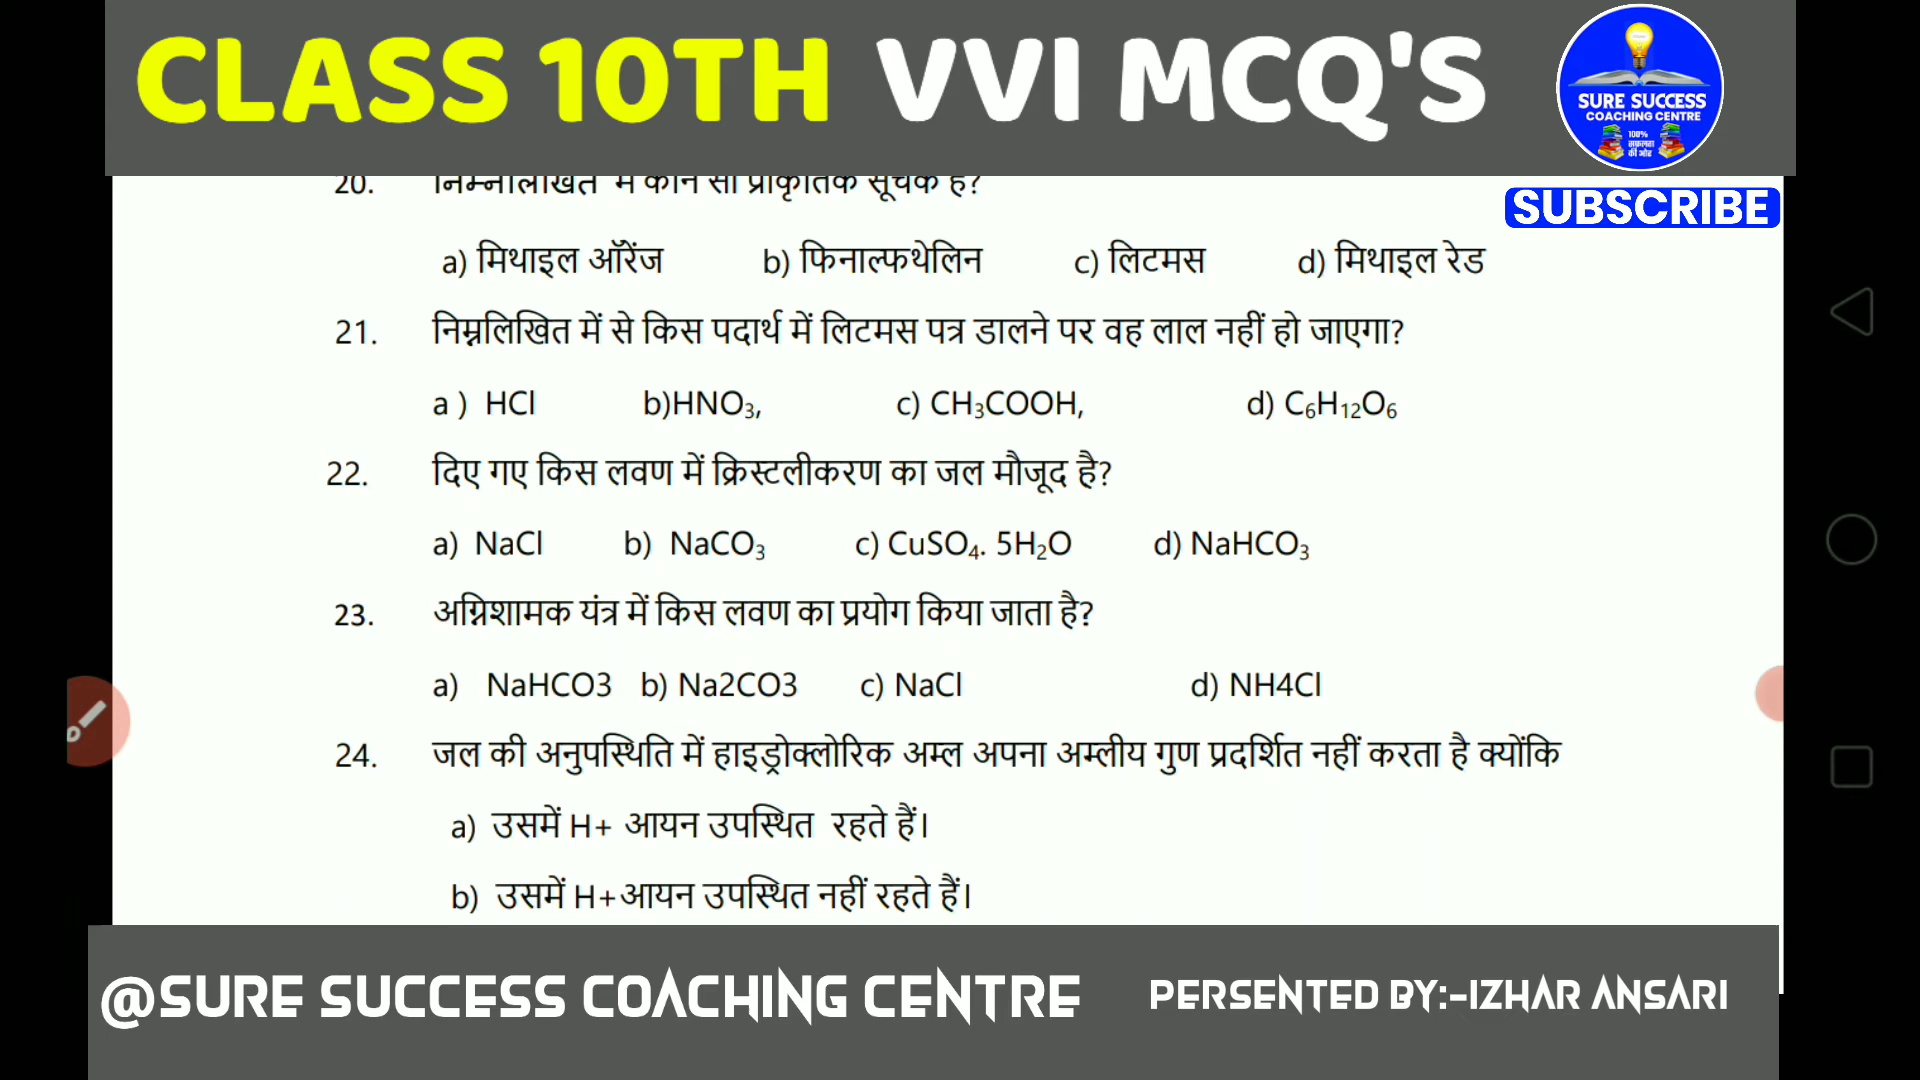 CLASS 10TH VVI MCQ'S
SURE SUCCESS
COACHING CENTRE
100%
सफलता
की ओर
SUBSCRIBE
20. निम्नलिखित में कौन सा प्राकृतिक सूचक है?
a) मिथाइल ऑरेंज b) फिनाल्फथेलिन c) लिटमस d) मिथाइल रेड
21. निम्नलिखित में से किस पदार्थ में लिटमस पत्र डालने पर वह लाल नहीं हो जाएगा?
a ) HCl b)HNO₃, c) CH₃COOH, d) C₆H₁₂O₆
22. दिए गए किस लवण में क्रिस्टलीकरण का जल मौजूद है?
a) NaCl b) NaCO₃ c) CuSO₄. 5H₂O d) NaHCO₃
23. अग्निशामक यंत्र में किस लवण का प्रयोग किया जाता है?
a) NaHCO3 b) Na2CO3 c) NaCl d) NH4Cl
24. जल की अनुपस्थिति में हाइड्रोक्लोरिक अम्ल अपना अम्लीय गुण प्रदर्शित नहीं करता है क्योंकि
a) उसमें H+ आयन उपस्थित रहते हैं।
b) उसमें H+आयन उपस्थित नहीं रहते हैं।
@SURE SUCCESS COACHING CENTRE PERSENTED BY:-IZHAR ANSARI